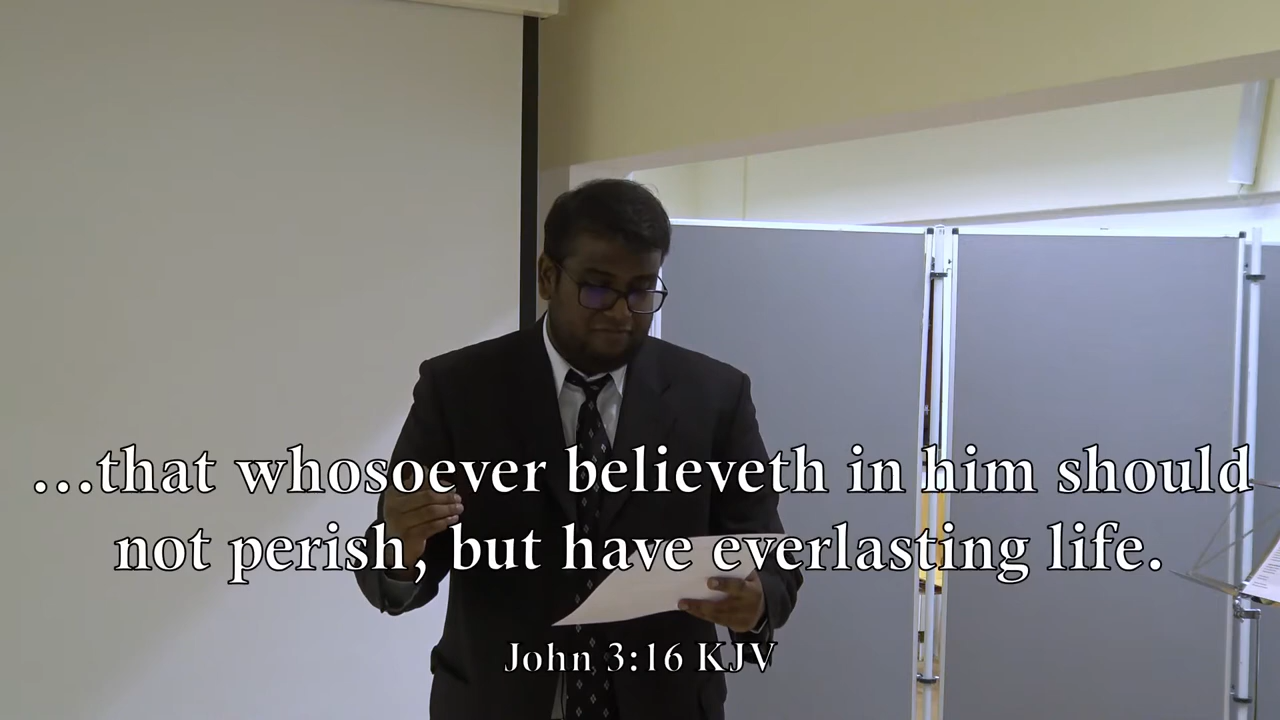 ...that whosoever believeth in him should
not perish, but have everlasting life.
John 3:16 KJV